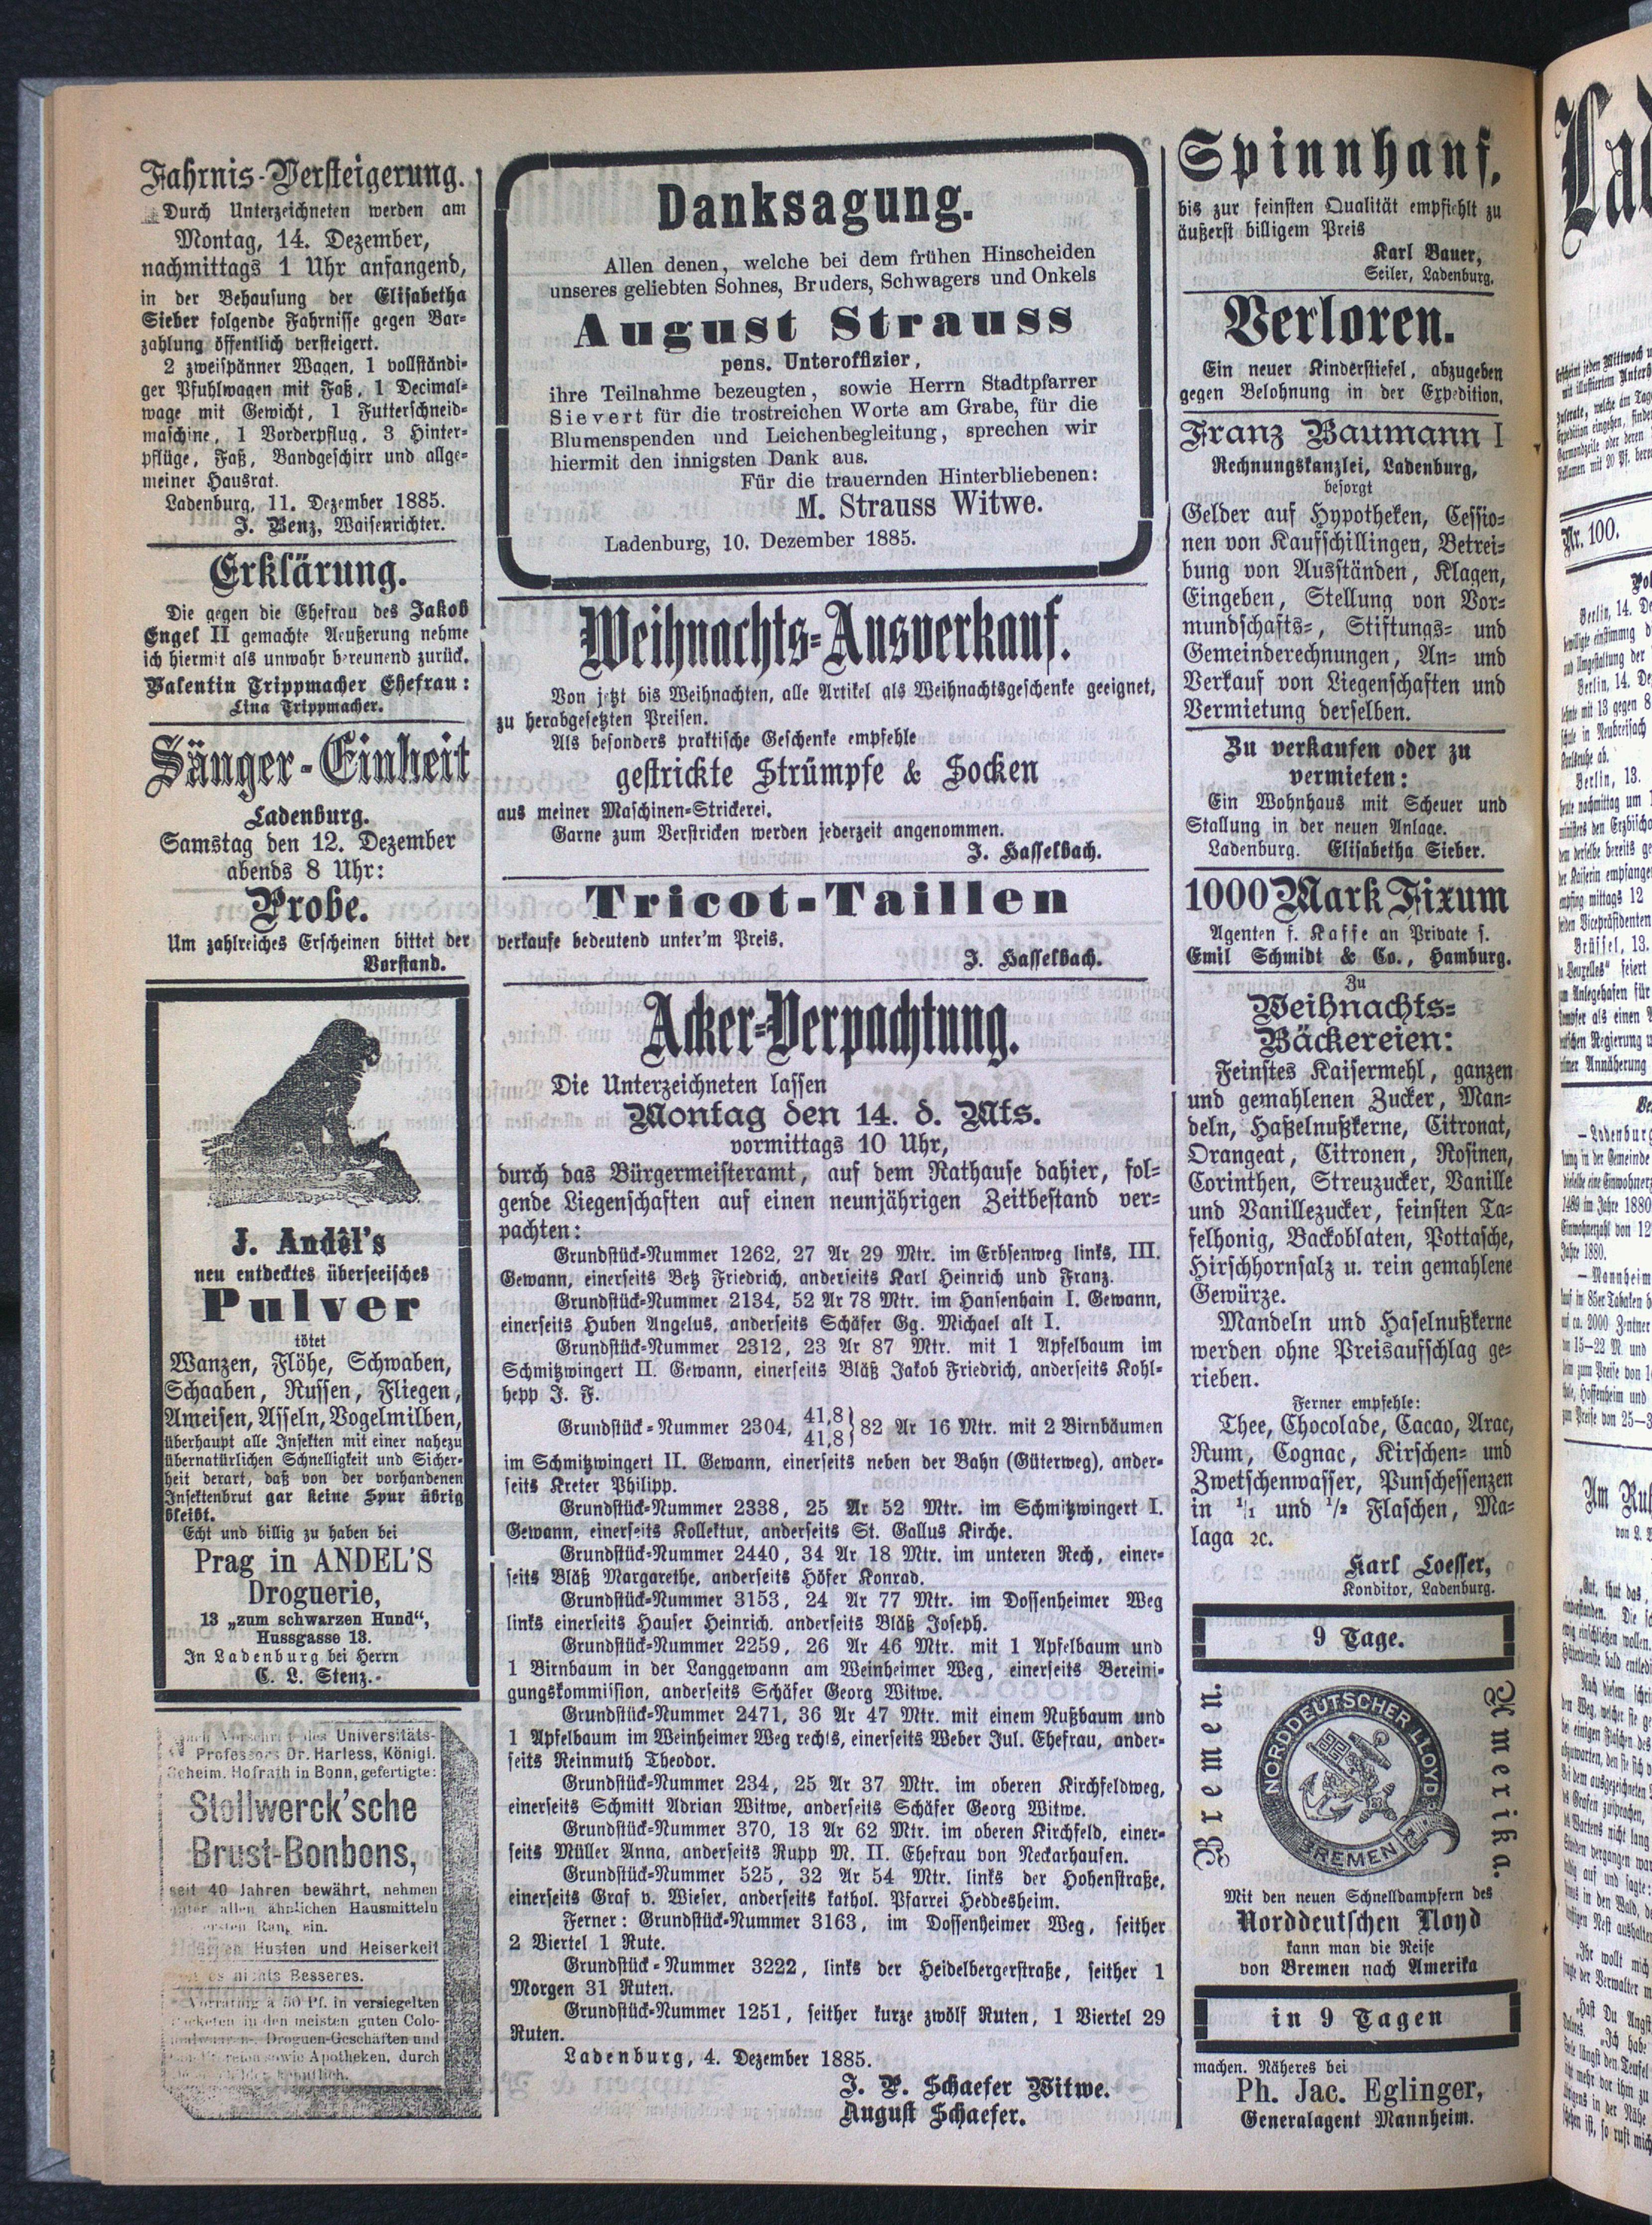 Fahrnis-Versteigerung.
Durch Unterzeichneten werden am
Montag, 14. Dezember,
nachmittags 1 Uhr anfangend,
in der Behausung der Elisabetha
Sieber folgende Fahrnisse gegen Bar-
zahlung öffentlich versteigert.
2 zweispänner Wagen, 1 vollständi-
ger Pfuhlwagen mit Faß, 1 Decimal-
wage mit Gewicht, 1 Futterschneid-
maschine, 1 Vorderpflug, 3 Hinter-
pflüge, Faß, Bandgeschirr und allge-
meiner Hausrat.
Ladenburg, 11. Dezember 1885.
J. Benz, Waisenrichter.
Erklärung.
Die gegen die Ehefrau des Jakob
Engel II gemachte Aeußerung nehme
ich hiermit als unwahr bereunend zurück.
Valentin Trippmacher Ehefrau:
Lina Trippmacher.
Sänger-Einheit
Ladenburg.
Samstag den 12. Dezember
abends 8 Uhr:
Probe.
Um zahlreiches Erscheinen bittet der
Vorstand.
J. Andêl's
neu entdecktes überseeisches
Pulver
tötet
Wanzen, Flöhe, Schwaben,
Schaaben, Russen, Fliegen,
Ameisen, Asseln, Vogelmilben,
überhaupt alle Insekten mit einer nahezu
übernatürlichen Schnelligkeit und Sicher-
heit derart, daß von der vorhandenen
Insektenbrut gar keine Spur übrig
bleibt.
Echt und billig zu haben bei
Prag in ANDEL'S
Droguerie,
13 „zum schwarzen Hund“,
Hussgasse 13.
In Ladenburg bei Herrn
C. L. Stenz.
nach Vorschrift des Universitäts-
Professors Dr. Harless, Königl.
Geheim. Hofrath in Bonn, gefertigte:
Stollwerck'sche
Brust-Bonbons,
seit 40 Jahren bewährt, nehmen
unter allen ähnlichen Hausmitteln
ersten Rang ein.
gegen Husten und Heiserkeit
es nichts Besseres.
Vorräthig à 50 Pf. in versiegelten
Packeten in den meisten guten Colo-
Droguen-Geschäften und
sowie Apotheken, durch
Danksagung.
Allen denen, welche bei dem frühen Hinscheiden
unseres geliebten Sohnes, Bruders, Schwagers und Onkels
August Strauss
pens. Unteroffizier,
ihre Teilnahme bezeugten, sowie Herrn Stadtpfarrer
Sievert für die trostreichen Worte am Grabe, für die
Blumenspenden und Leichenbegleitung, sprechen wir
hiermit den innigsten Dank aus.
Für die trauernden Hinterbliebenen:
M. Strauss Witwe.
Ladenburg, 10. Dezember 1885.
Weihnachts-Ausverkauf.
Von jetzt bis Weihnachten, alle Artikel als Weihnachtsgeschenke geeignet,
zu herabgesetzten Preisen.
Als besonders praktische Geschenke empfehle
gestrickte Strümpfe & Socken
aus meiner Maschinen-Strickerei.
Garne zum Verstricken werden jederzeit angenommen.
J. Hasselbach.
Tricot-Taillen
verkaufe bedeutend unter'm Preis.
J. Hasselbach.
Acker-Verpachtung.
Die Unterzeichneten lassen
Montag den 14. d. Mts.
vormittags 10 Uhr,
durch das Bürgermeisteramt, auf dem Rathause dahier, fol-
gende Liegenschaften auf einen neunjährigen Zeitbestand ver-
pachten:
Grundstück-Nummer 1262, 27 Ar 29 Mtr. im Erbsenweg links, III.
Gewann, einerseits Betz Friedrich, anderseits Karl Heinrich und Franz.
Grundstück-Nummer 2134, 52 Ar 78 Mtr. im Hansenhain I. Gewann,
einerseits Huben Angelus, anderseits Schäfer Gg. Michael alt I.
Grundstück-Nummer 2312, 23 Ar 87 Mtr. mit 1 Apfelbaum im
Schmitzwingert II. Gewann, einerseits Bläß Jakob Friedrich, anderseits Kohl-
hepp J. F.
Grundstück-Nummer 2304, 41,8) 41,8) 82 Ar 16 Mtr. mit 2 Birnbäumen
im Schmitzwingert II. Gewann, einerseits neben der Bahn (Güterweg), ander-
seits Kreter Philipp.
Grundstück-Nummer 2338, 25 Ar 52 Mtr. im Schmitzwingert I.
Gewann, einerseits Kollektur, anderseits St. Gallus Kirche.
Grundstück-Nummer 2440, 34 Ar 18 Mtr. im unteren Rech, einer-
seits Bläß Margarethe, anderseits Höfer Konrad.
Grundstück-Nummer 3153, 24 Ar 77 Mtr. im Dossenheimer Weg
links einerseits Hauser Heinrich, anderseits Bläß Joseph.
Grundstück-Nummer 2259, 26 Ar 46 Mtr. mit 1 Apfelbaum und
1 Birnbaum in der Langgewann am Weinheimer Weg, einerseits Vereini-
gungskommission, anderseits Schäfer Georg Witwe.
Grundstück-Nummer 2471, 36 Ar 47 Mtr. mit einem Nußbaum und
1 Apfelbaum im Weinheimer Weg rechts, einerseits Weber Jul. Ehefrau, ander-
seits Reinmuth Theodor.
Grundstück-Nummer 234, 25 Ar 37 Mtr. im oberen Kirchfeldweg,
einerseits Schmitt Adrian Witwe, anderseits Schäfer Georg Witwe.
Grundstück-Nummer 370, 13 Ar 62 Mtr. im oberen Kirchfeld, einer-
seits Müller Anna, anderseits Rupp M. II. Ehefrau von Neckarhausen.
Grundstück-Nummer 525, 32 Ar 54 Mtr. links der Hohenstraße,
einerseits Graf v. Wieser, anderseits kathol. Pfarrei Heddesheim.
Ferner: Grundstück-Nummer 3163, im Dossenheimer Weg, seither
2 Viertel 1 Rute.
Grundstück-Nummer 3222, links der Heidelbergerstraße, seither 1
Morgen 31 Ruten.
Grundstück-Nummer 1251, seither kurze zwölf Ruten, 1 Viertel 29
Ruten.
Ladenburg, 4. Dezember 1885.
J. P. Schaefer Witwe.
August Schaefer.
Spinnhanf,
bis zur feinsten Qualität empfiehlt zu
äußerst billigem Preis
Karl Bauer,
Seiler, Ladenburg.
Verloren.
Ein neuer Kinderstiefel, abzugeben
gegen Belohnung in der Expedition.
Franz Baumann I
Rechnungskanzlei, Ladenburg,
besorgt
Gelder auf Hypotheken, Cessio-
nen von Kaufschillingen, Betrei-
bung von Ausständen, Klagen,
Eingeben, Stellung von Vor-
mundschafts-, Stiftungs- und
Gemeinderechnungen, An- und
Verkauf von Liegenschaften und
Vermietung derselben.
Zu verkaufen oder zu
vermieten:
Ein Wohnhaus mit Scheuer und
Stallung in der neuen Anlage.
Ladenburg. Elisabetha Sieber.
1000 Mark Fixum
Agenten f. Kaffe an Private s.
Emil Schmidt & Co., Hamburg.
Zu
Weihnachts-
Bäckereien:
Feinstes Kaisermehl, ganzen
und gemahlenen Zucker, Man-
deln, Haßelnußkerne, Citronat,
Orangeat, Citronen, Rosinen,
Corinthen, Streuzucker, Vanille
und Vanillezucker, feinsten Ta-
felhonig, Backoblaten, Pottasche,
Hirschhornsalz u. rein gemahlene
Gewürze.
Mandeln und Haselnußkerne
werden ohne Preisaufschlag ge-
rieben.
Ferner empfehle:
Thee, Chocolade, Cacao, Arac,
Rum, Cognac, Kirschen- und
Zwetschenwasser, Punschessenzen
in 1/1 und 1/2 Flaschen, Ma-
laga ꝛc.
Karl Loesser,
Konditor, Ladenburg.
9 Tage.
Bremen.
NORDDEUTSCHER LLOYD
BREMEN
Amerika.
Mit den neuen Schnelldampfern des
Norddeutschen Lloyd
kann man die Reise
von Bremen nach Amerika
in 9 Tagen
machen. Näheres bei
Ph. Jac. Eglinger,
Generalagent Mannheim.
Lad
Nr. 100.
Berlin, 14. De
Berlin, 14. De
Berlin, 13.
Brüssel, 13.